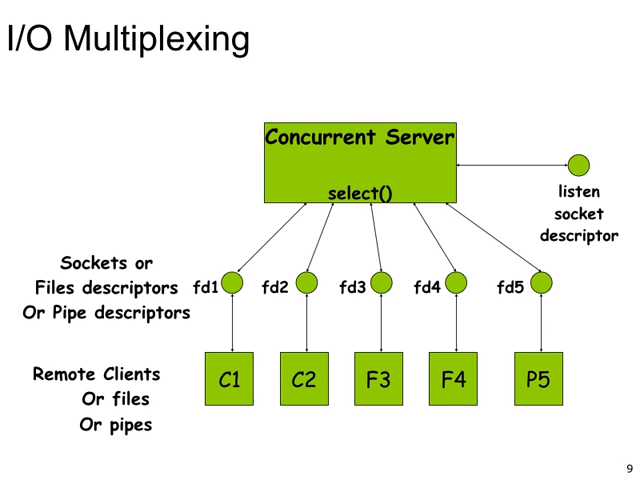 I/O Multiplexing
Concurrent Server
select()
listen
socket
descriptor
Sockets or
Files descriptors
Or Pipe descriptors
fd1
fd2
fd3
fd4
fd5
Remote Clients
Or files
Or pipes
C1
C2
F3
F4
P5
9